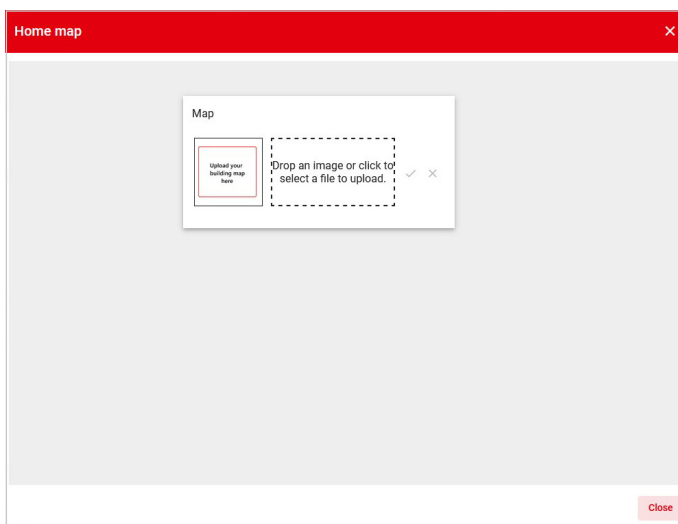 Home map
Map
Upload your
building map
here
Drop an image or click to
select a file to upload.
Close